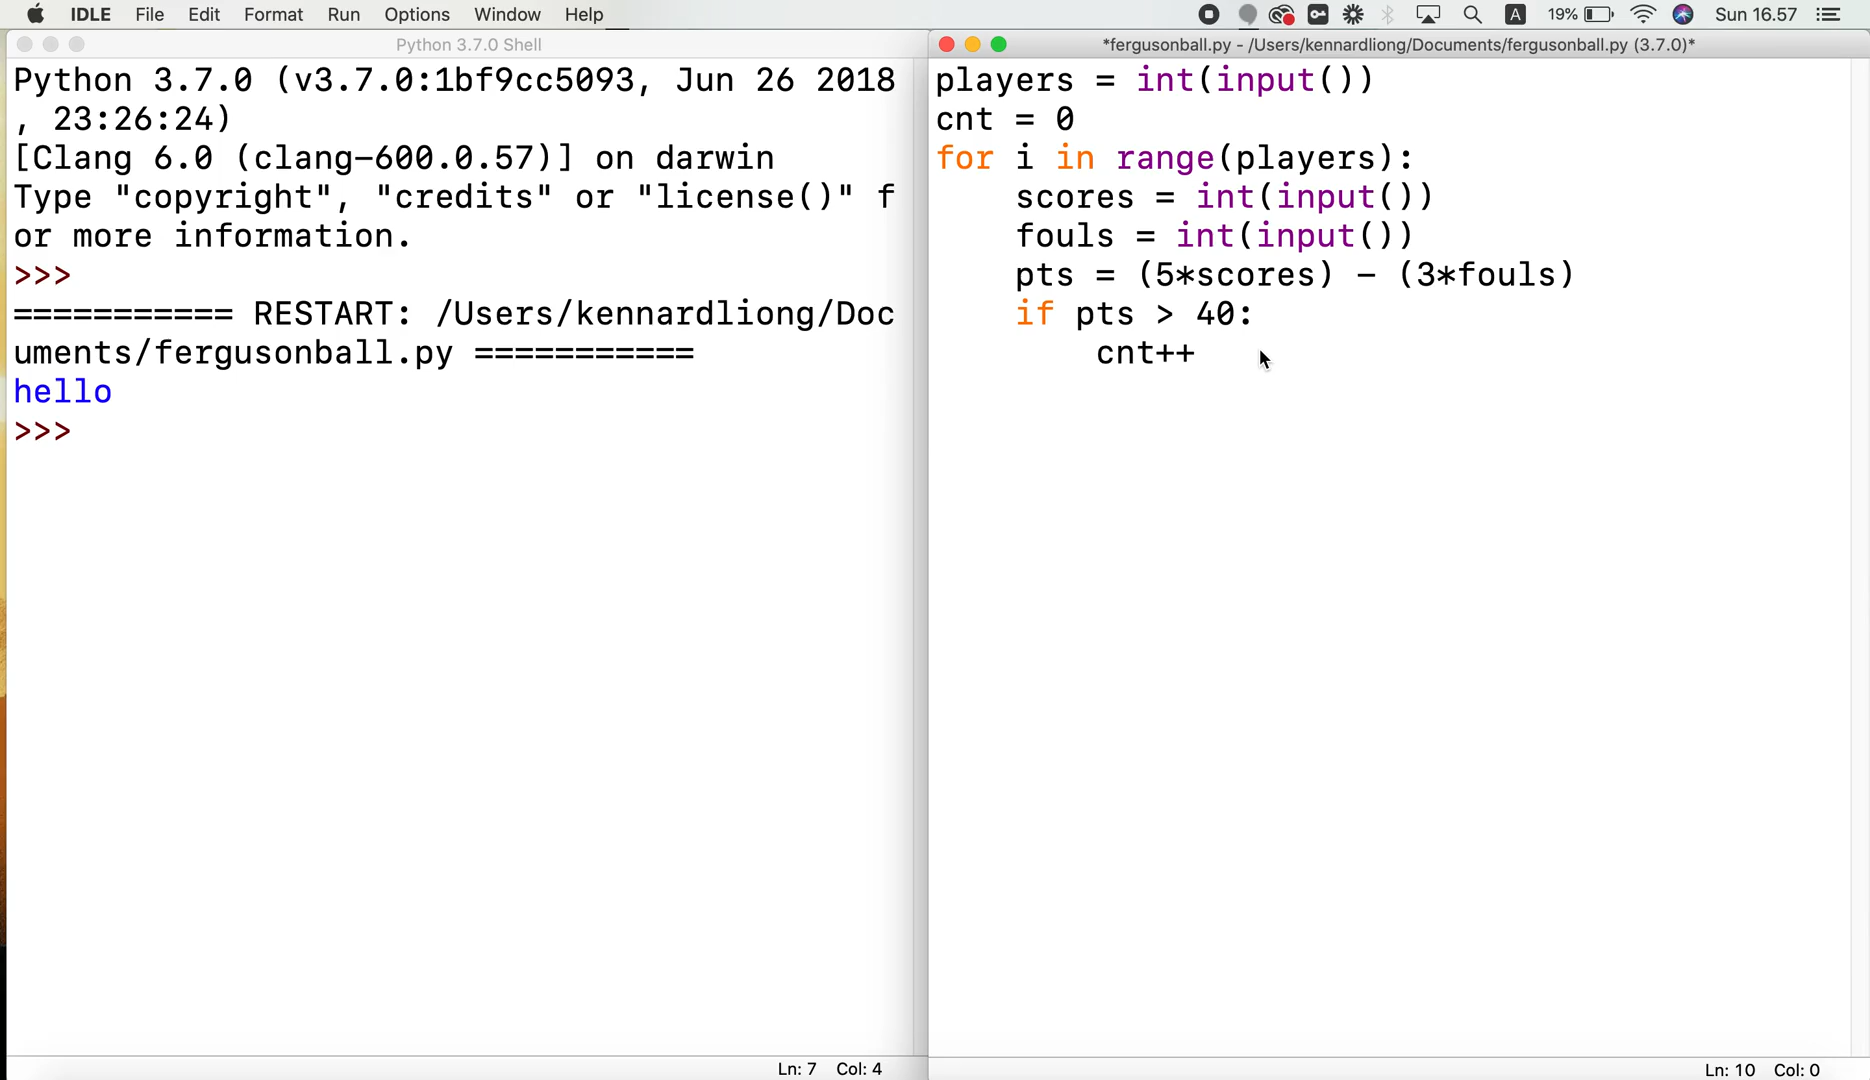 IDLE File Edit Format Run Options Window Help A 19% Sun 16.57
Python 3.7.0 Shell
Python 3.7.0 (v3.7.0:1bf9cc5093, Jun 26 2018
, 23:26:24)
[Clang 6.0 (clang-600.0.57)] on darwin
Type "copyright", "credits" or "license()" f
or more information.
>>>
=========== RESTART: /Users/kennardliong/Doc
uments/fergusonball.py ===========
hello
>>>
Ln: 7 Col: 4
*fergusonball.py - /Users/kennardliong/Documents/fergusonball.py (3.7.0)*
players = int(input())
cnt = 0
for i in range(players):
    scores = int(input())
    fouls = int(input())
    pts = (5*scores) - (3*fouls)
    if pts > 40:
        cnt++
Ln: 10 Col: 0